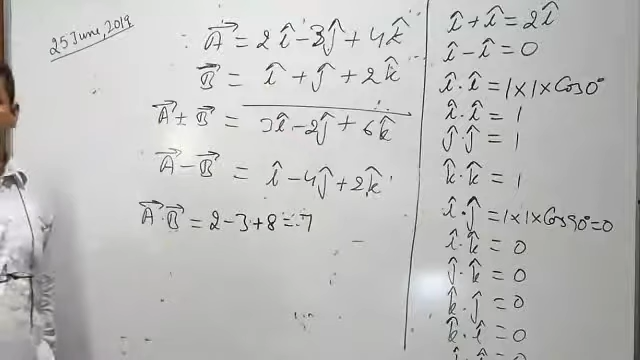 25 June, 2019
A⃗ = 2î - 3ĵ + 4k̂
B⃗ = î + ĵ + 2k̂
A⃗ ± B⃗ = 3î - 2ĵ + 6k̂
A⃗ - B⃗ = î - 4ĵ + 2k̂
A⃗·B⃗ = 2 - 3 + 8 = 7
î + î = 2î
î - î = 0
î·î = 1×1×Cos0°
î·î = 1
ĵ·ĵ = 1
k̂·k̂ = 1
î·ĵ = 1×1×Cos90° = 0
î·k̂ = 0
ĵ·k̂ = 0
k̂·ĵ = 0
k̂·î = 0